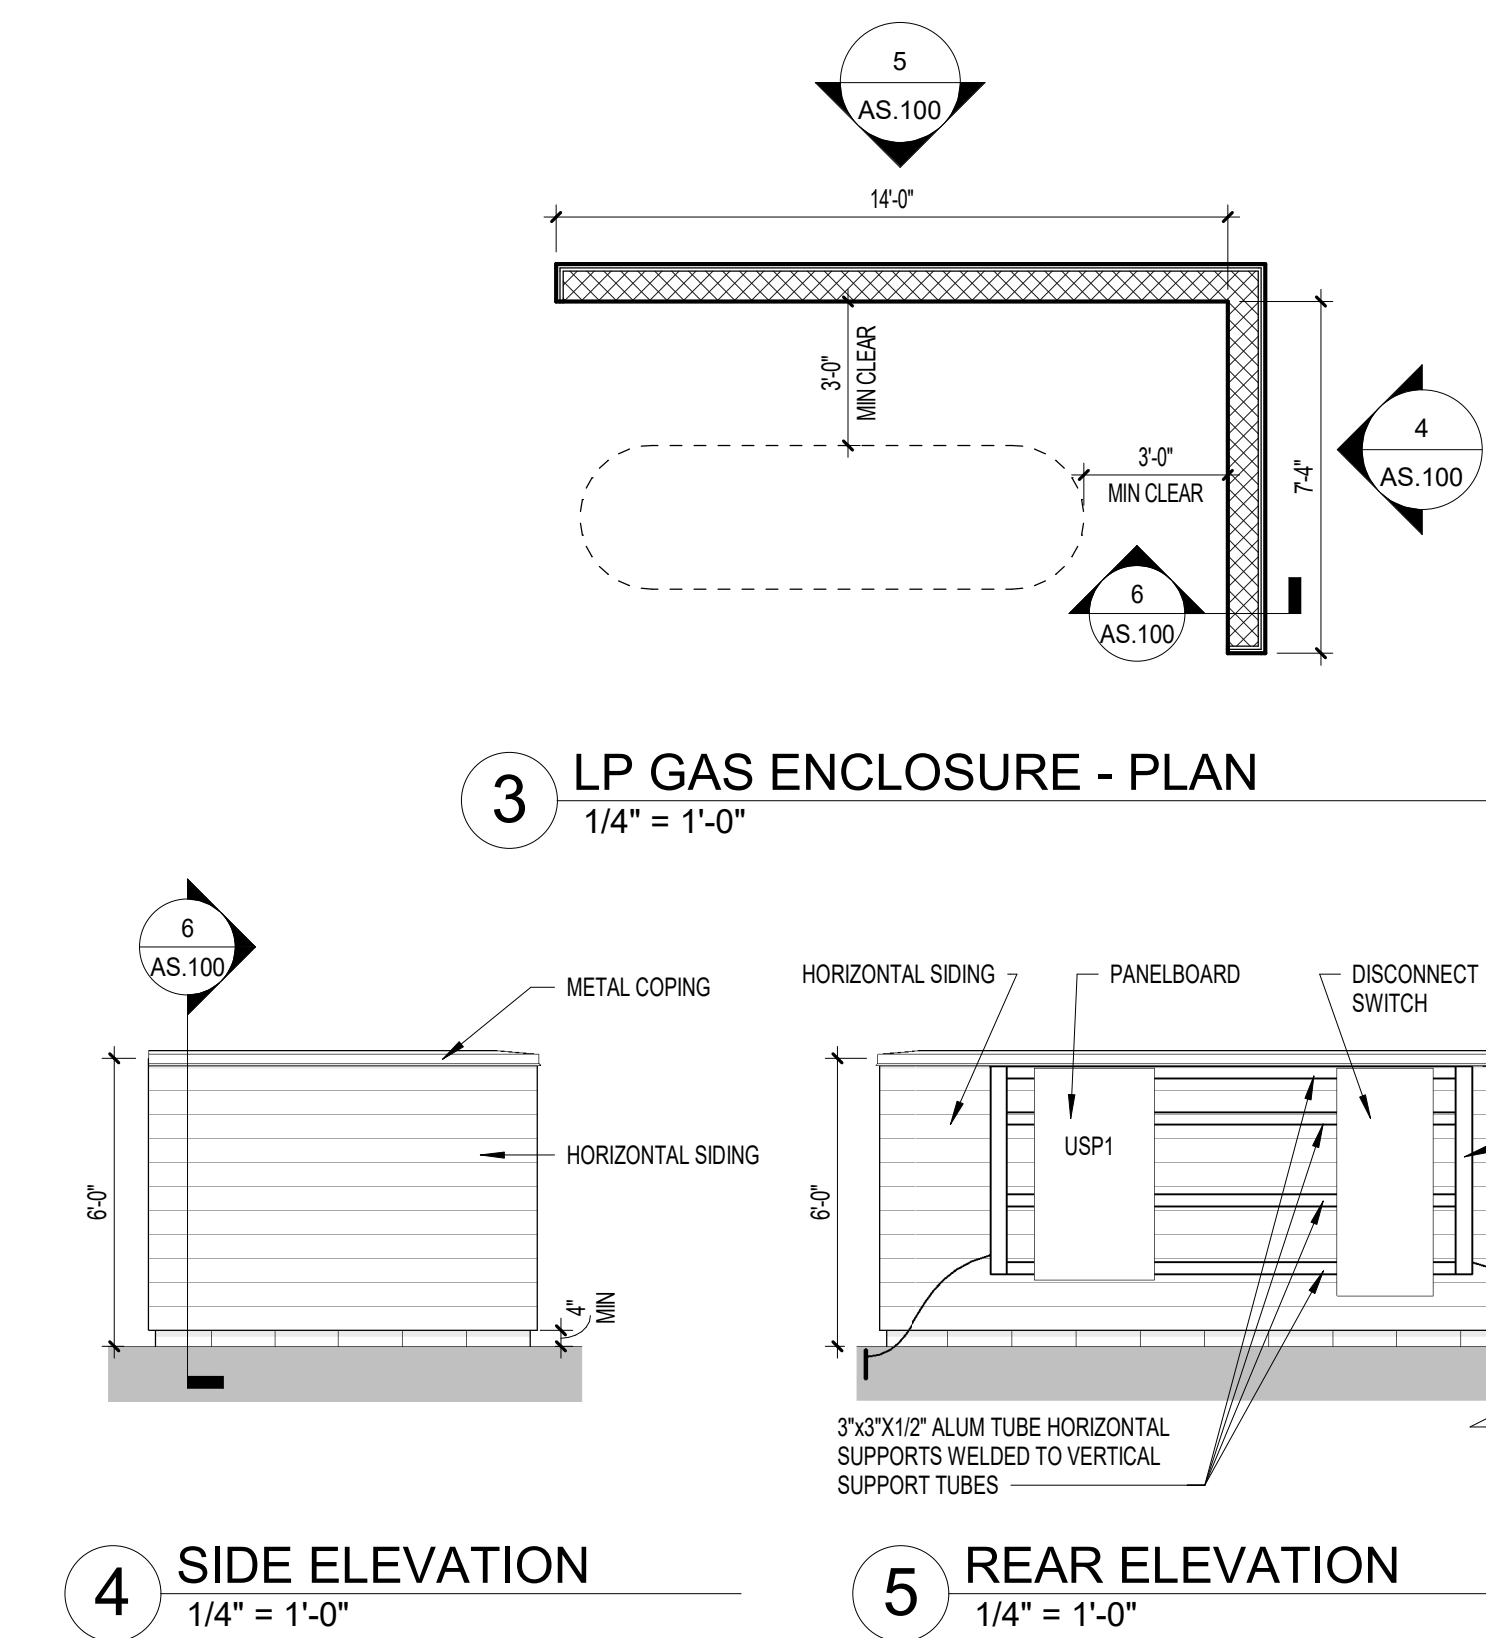 5
AS.100
14'-0"
3'-0"
MIN CLEAR
3'-0"
MIN CLEAR
7'-4"
4
AS.100
6
AS.100
3
LP GAS ENCLOSURE - PLAN
1/4" = 1'-0"
6
AS.100
METAL COPING
HORIZONTAL SIDING
6'-0"
4"
MIN
4
SIDE ELEVATION
1/4" = 1'-0"
HORIZONTAL SIDING
PANELBOARD
DISCONNECT
SWITCH
USP1
6'-0"
3"x3"X1/2" ALUM TUBE HORIZONTAL
SUPPORTS WELDED TO VERTICAL
SUPPORT TUBES
5
REAR ELEVATION
1/4" = 1'-0"